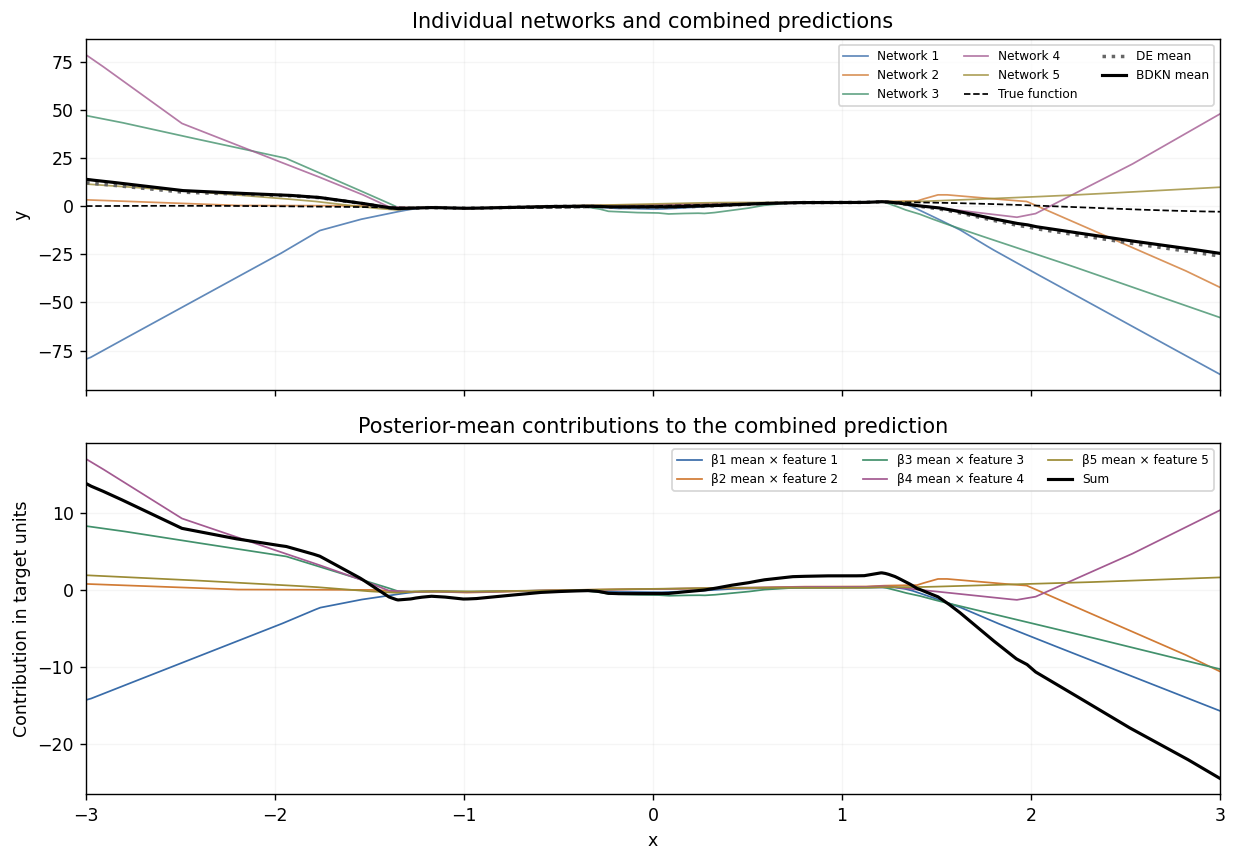 Individual networks and combined predictions
Network 1
Network 2
Network 3
Network 4
Network 5
True function
DE mean
BDKN mean
75
50
25
0
−25
−50
−75
y
Posterior-mean contributions to the combined prediction
β1 mean × feature 1
β2 mean × feature 2
β3 mean × feature 3
β4 mean × feature 4
β5 mean × feature 5
Sum
10
0
−10
−20
Contribution in target units
−3
−2
−1
0
1
2
3
x